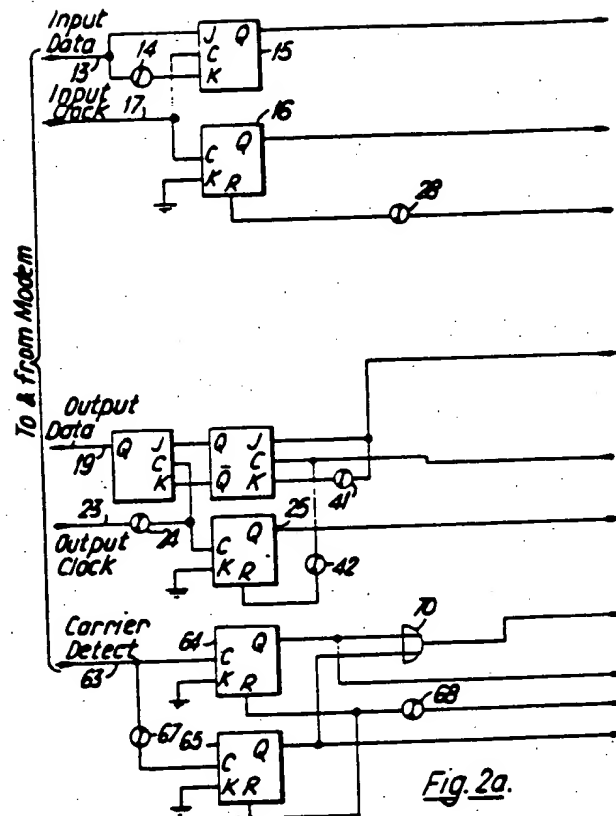 Input
Data
13
14
J Q
C
K
15
Input
Clock
17
16
Q
C
K R
28
To & from Modem
Output
Data
19
Q J
C
K
Q J
C
Q̄ K
41
23
24
Output
Clock
25
Q
C
K R
42
70
Carrier
Detect
63
64
Q
C
K R
68
67
65
Q
C
K R
Fig. 2a.